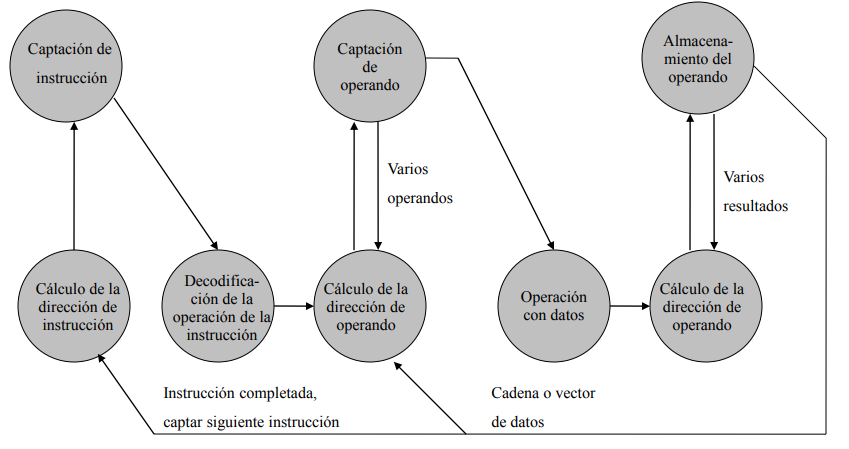 Captación de
instrucción
Captación
de
operando
Almacena-
miento del
operando
Varios
operandos
Varios
resultados
Cálculo de la
dirección de
instrucción
Decodifica-
ción de la
operación de la
instrucción
Cálculo de la
dirección de
operando
Operación
con datos
Cálculo de la
dirección de
operando
Instrucción completada,
captar siguiente instrucción
Cadena o vector
de datos